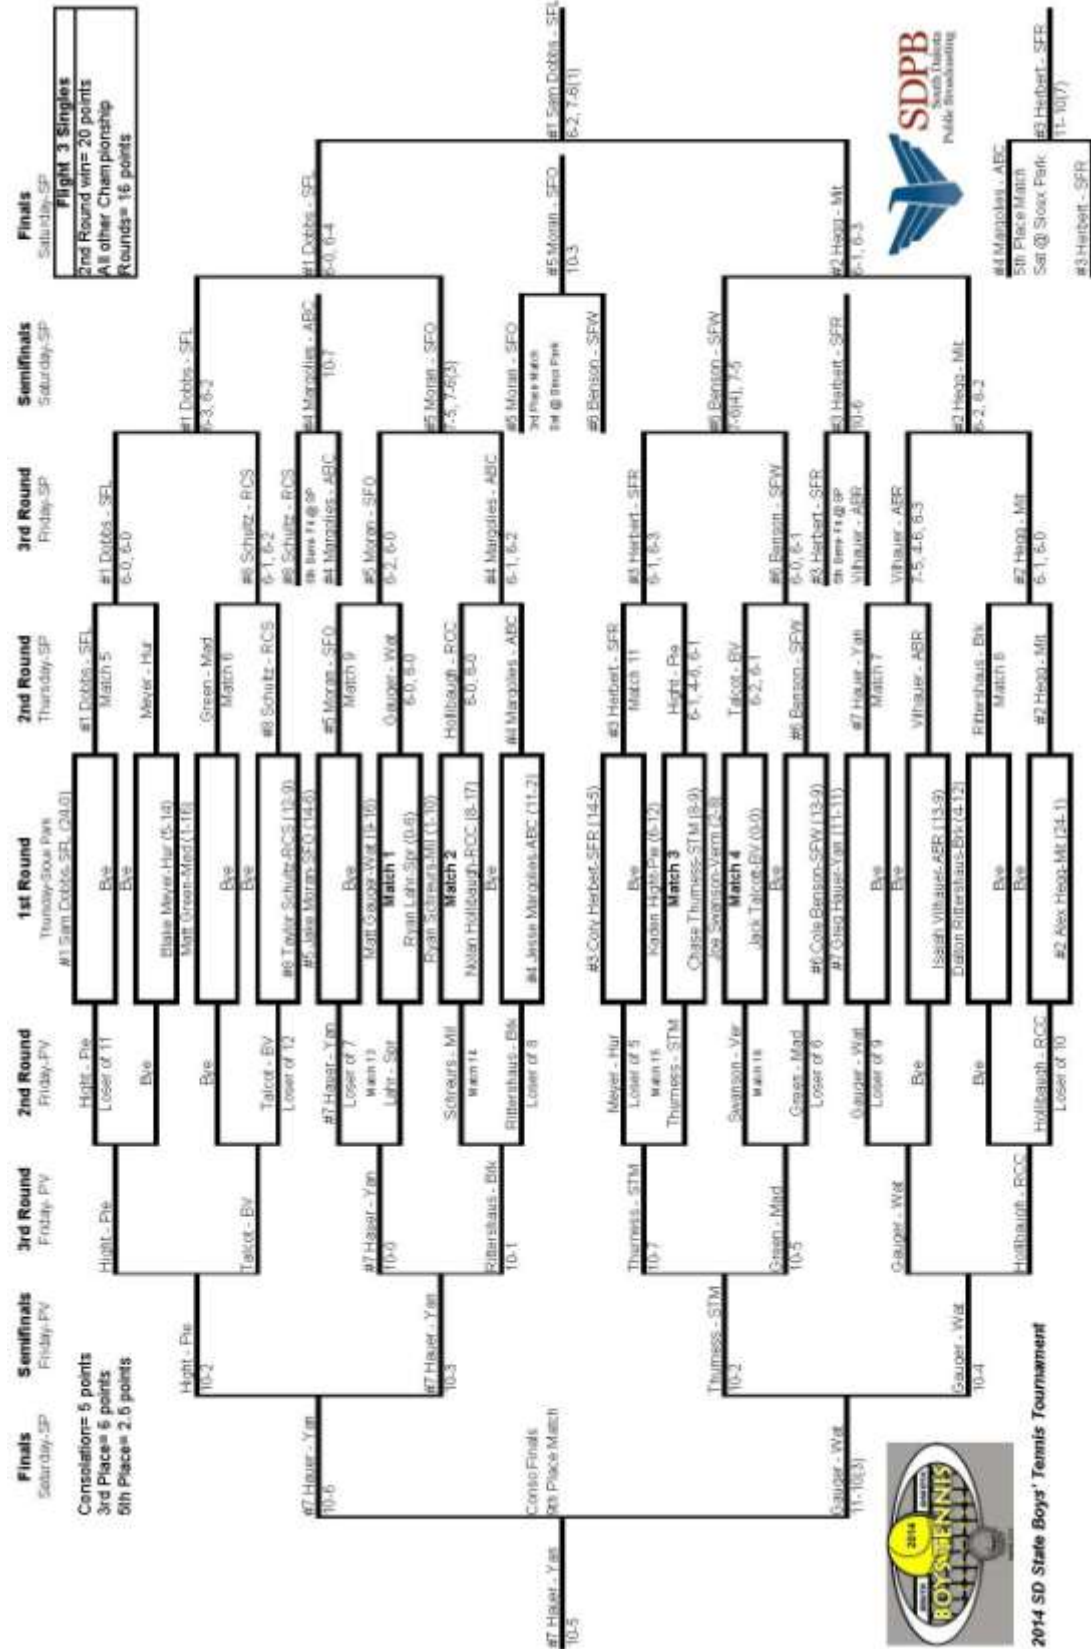 Finals
Saturday-SP
Semifinals
Friday-PV
3rd Round
Friday-PV
2nd Round
Friday-PV
1st Round
Thursday-Sioux Park
2nd Round
Thursday-SP
3rd Round
Friday-SP
Semifinals
Saturday-SP
Finals
Saturday-SP
Flight 3 Singles
2nd Round win= 20 points
All other Championship
Rounds= 16 points
Consolation= 5 points
3rd Place= 6 points
5th Place= 2.5 points
#7 Hauer - Yan
10-5
Conso Finals
9th Place Match
#7 Hauer - Yan
10-6
Gauger - Wat
11-10(3)
Hight - Pie
10-2
#7 Hauer - Yan
10-3
Thurness - STM
10-2
Gauger - Wat
10-4
Hight - Pie
Talcot - BV
#7 Hauer - Yan
10-0
Rittershaus - Brk
10-1
Thurness - STM
10-7
Green - Mad
10-5
Gauger - Wat
Hollibaugh - RCC
Hight - Pie
Loser of 11
Bye
Bye
Talcot - BV
Loser of 12
#7 Hauer - Yan
Loser of 7
Match 13
Lahr - Spf
Schreurs - Mil
Match 14
Rittershaus - Brk
Loser of 8
Meyer - Hur
Loser of 5
Match 15
Thurness - STM
Swanson - Ver
Match 16
Green - Mad
Loser of 6
Gauger - Wat
Loser of 9
Bye
Bye
Hollibaugh - RCC
Loser of 10
#1 Sam Dobbs SFL (24-0)
Bye
Bye
Blake Meyer-Hur (5-14)
Matt Green-Mad (1-16)
Bye
Bye
#8 Taylor Schultz-RCS (12-9)
#5 Jake Moran-SFO (14-6)
Bye
Matt Gauger-Wat (9-16)
Match 1
Ryan Lahr-Spf (0-6)
Ryan Schreurs-Mil (1-10)
Match 2
Nolan Hollibaugh-RCC (8-17)
Bye
#4 Jesse Margolies ABC (11-2)
#3 Cory Herbert-SFR (14-5)
Bye
Kaden Hight-Pie (6-12)
Match 3
Chase Thurness-STM (8-9)
Joe Swanson-Verm (2-8)
Match 4
Jack Talcot-BV (0-0)
Bye
#6 Cole Benson-SFW (13-9)
#7 Greg Hauer-Yan (11-11)
Bye
Bye
Isaiah Vilhauer-ABR (13-9)
Dalton Rittershaus-Brk (4-12)
Bye
Bye
#2 Alex Hegg-Mit (24-1)
#1 Dobbs - SFL
Match 5
Meyer - Hur
Green - Mad
Match 6
#8 Schultz - RCS
#5 Moran - SFO
Match 9
Gauger - Wat
6-0, 6-0
Hollibaugh - RCC
6-0, 6-0
#4 Margolies - ABC
#3 Herbert - SFR
Match 11
Hight - Pie
6-1, 4-6, 6-1
Talcot - BV
6-2, 6-1
#6 Benson - SFW
#7 Hauer - Yan
Match 7
Vilhauer - ABR
Rittershaus - Brk
Match 8
#2 Hegg - Mit
#1 Dobbs - SFL
6-0, 6-0
#8 Schultz - RCS
6-1, 6-2
#8 Schultz - RCS
#4 Margolies - ABC
#5 Moran - SFO
6-2, 6-0
#4 Margolies - ABC
6-1, 6-2
#3 Herbert - SFR
6-1, 6-3
#6 Benson - SFW
6-0, 6-1
#3 Herbert - SFR
Vilhauer - ABR
Vilhauer - ABR
7-5, 4-6, 6-3
#2 Hegg - Mit
6-1, 6-0
#1 Dobbs - SFL
6-3, 6-2
#4 Margolies - ABC
10-7
#5 Moran - SFO
7-5, 7-6(3)
#5 Moran - SFO
3rd Place Match
Sat @ Sioux Park
#6 Benson - SFW
#6 Benson - SFW
7-6(4), 7-5
#3 Herbert - SFR
10-6
#2 Hegg - Mit
6-2, 6-2
#1 Dobbs - SFL
6-0, 6-4
#5 Moran - SFO
10-3
#2 Hegg - Mit
6-1, 6-3
#1 Sam Dobbs - SFL
6-2, 7-6(1)
#4 Margolies - ABC
5th Place Match
Sat @ Sioux Park
#3 Herbert - SFR
#3 Herbert - SFR
11-10(7)
SDPB
South Dakota
Public Broadcasting
2014
BOYS TENNIS
2014 SD State Boys' Tennis Tournament